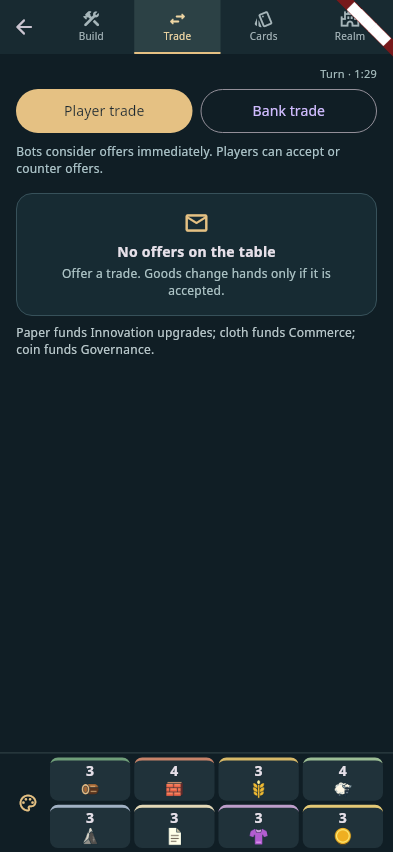 Build
Trade
Cards
Realm
Turn · 1:29
Player trade
Bank trade
Bots consider offers immediately. Players can accept or
counter offers.
No offers on the table
Offer a trade. Goods change hands only if it is
accepted.
Paper funds Innovation upgrades; cloth funds Commerce;
coin funds Governance.
3
4
3
4
3
3
3
3